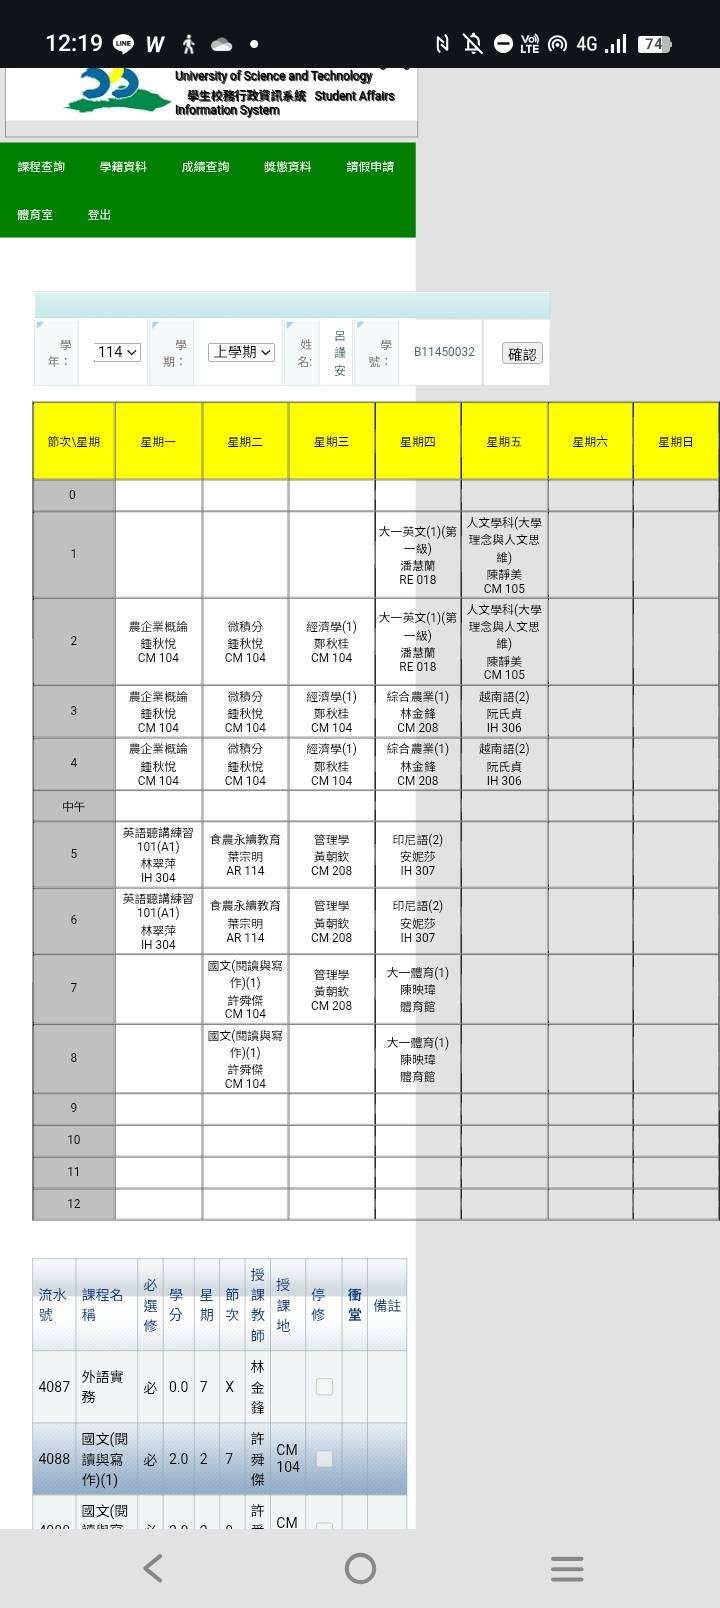 12:19 LINE W VoD LTE 4G 74
University of Science and Technology
學生校務行政資訊系統 Student Affairs
Information System
課程查詢 學籍資料 成績查詢 獎懲資料 請假申請
體育室 登出
學年： 114 學期： 上學期 姓名: 呂謹安 學號： B11450032 確認
節次\星期 星期一 星期二 星期三 星期四 星期五 星期六 星期日
0
1
大一英文(1)(第一級)
潘慧蘭
RE 018
人文學科(大學理念與人文思維)
陳靜美
CM 105
2
農企業概論
鍾秋悅
CM 104
微積分
鍾秋悅
CM 104
經濟學(1)
鄭秋桂
CM 104
大一英文(1)(第一級)
潘慧蘭
RE 018
人文學科(大學理念與人文思維)
陳靜美
CM 105
3
農企業概論
鍾秋悅
CM 104
微積分
鍾秋悅
CM 104
經濟學(1)
鄭秋桂
CM 104
綜合農業(1)
林金鋒
CM 208
越南語(2)
阮氏貞
IH 306
4
農企業概論
鍾秋悅
CM 104
微積分
鍾秋悅
CM 104
經濟學(1)
鄭秋桂
CM 104
綜合農業(1)
林金鋒
CM 208
越南語(2)
阮氏貞
IH 306
中午
5
英語聽講練習101(A1)
林翠萍
IH 304
食農永續教育
葉宗明
AR 114
管理學
黃朝欽
CM 208
印尼語(2)
安妮莎
IH 307
6
英語聽講練習101(A1)
林翠萍
IH 304
食農永續教育
葉宗明
AR 114
管理學
黃朝欽
CM 208
印尼語(2)
安妮莎
IH 307
7
國文(閱讀與寫作)(1)
許舜傑
CM 104
管理學
黃朝欽
CM 208
大一體育(1)
陳映瑋
體育館
8
國文(閱讀與寫作)(1)
許舜傑
CM 104
大一體育(1)
陳映瑋
體育館
9
10
11
12
流水號 課程名稱 必選修 學分 星期 節次 授課教師 授課地 停修 衝堂 備註
4087 外語實務 必 0.0 7 X 林金鋒
4088 國文(閱讀與寫作)(1) 必 2.0 2 7 許舜傑 CM 104
國文(閱 許 CM